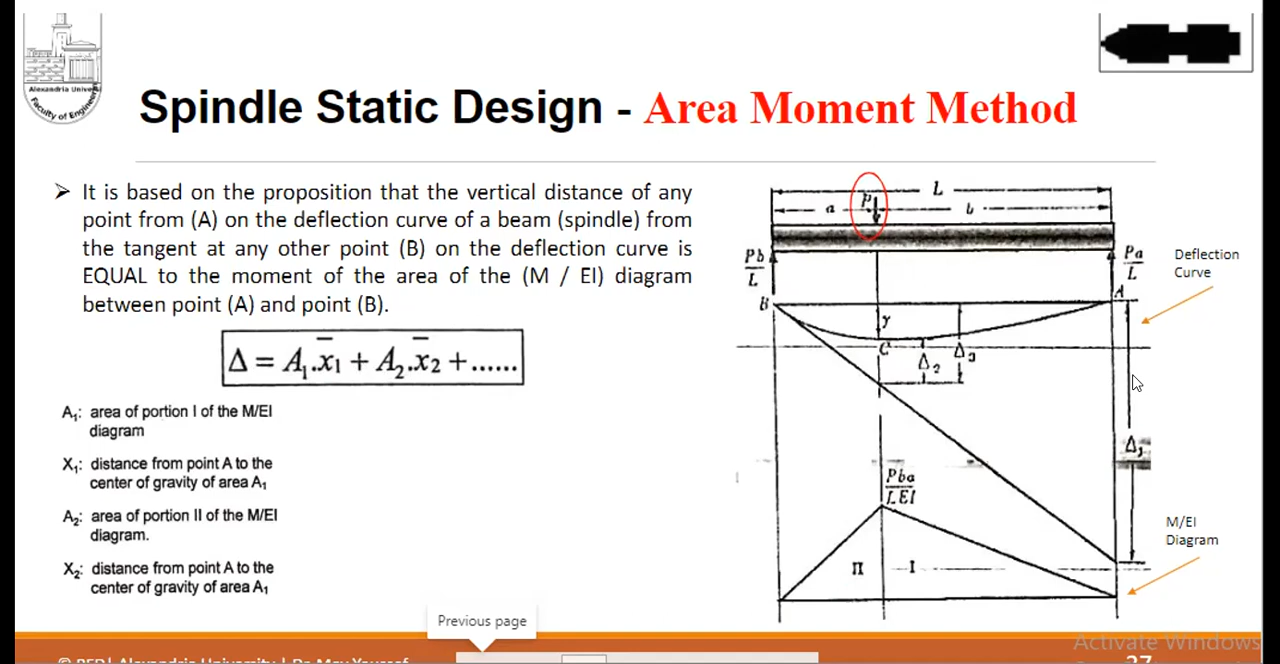 Alexandria Univers
Faculty of Engineering
Spindle Static Design - Area Moment Method
➢ It is based on the proposition that the vertical distance of any
point from (A) on the deflection curve of a beam (spindle) from
the tangent at any other point (B) on the deflection curve is
EQUAL to the moment of the area of the (M / EI) diagram
between point (A) and point (B).
Δ = A₁.x̄₁ + A₂.x̄₂ + ......
A₁: area of portion I of the M/EI
diagram
X₁: distance from point A to the
center of gravity of area A₁
A₂: area of portion II of the M/EI
diagram.
X₂: distance from point A to the
center of gravity of area A₁
L
a P b
Pb/L
Pa/L
Deflection
Curve
B
A
y
C
Δ₂
Δ₃
Δ₁
Pba/LEI
II I
M/EI
Diagram
Previous page
Activate Windows
| Alexandria University | Dr May Youssef
27